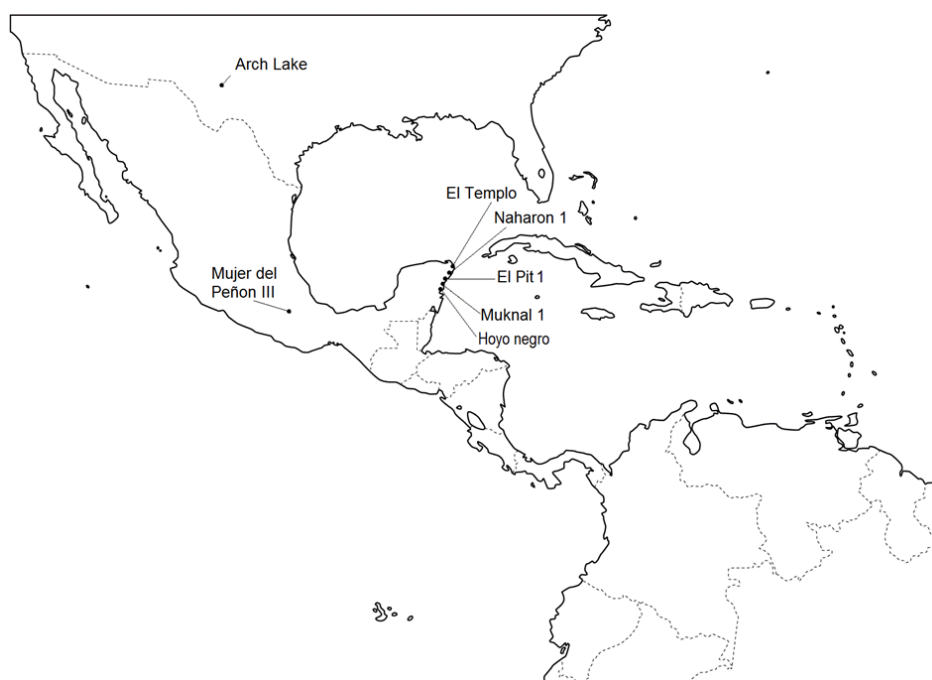 Arch Lake
El Templo
Naharon 1
Mujer del
Peñon III
El Pit 1
Muknal 1
Hoyo negro